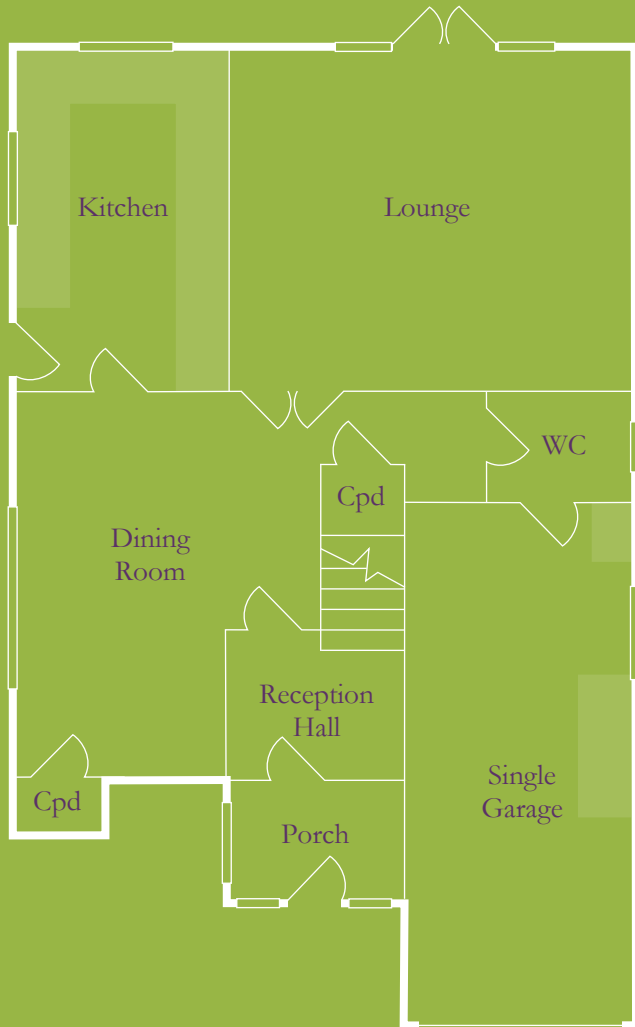 Kitchen
Lounge
WC
Cpd
Dining
Room
Reception
Hall
Single
Garage
Cpd
Porch